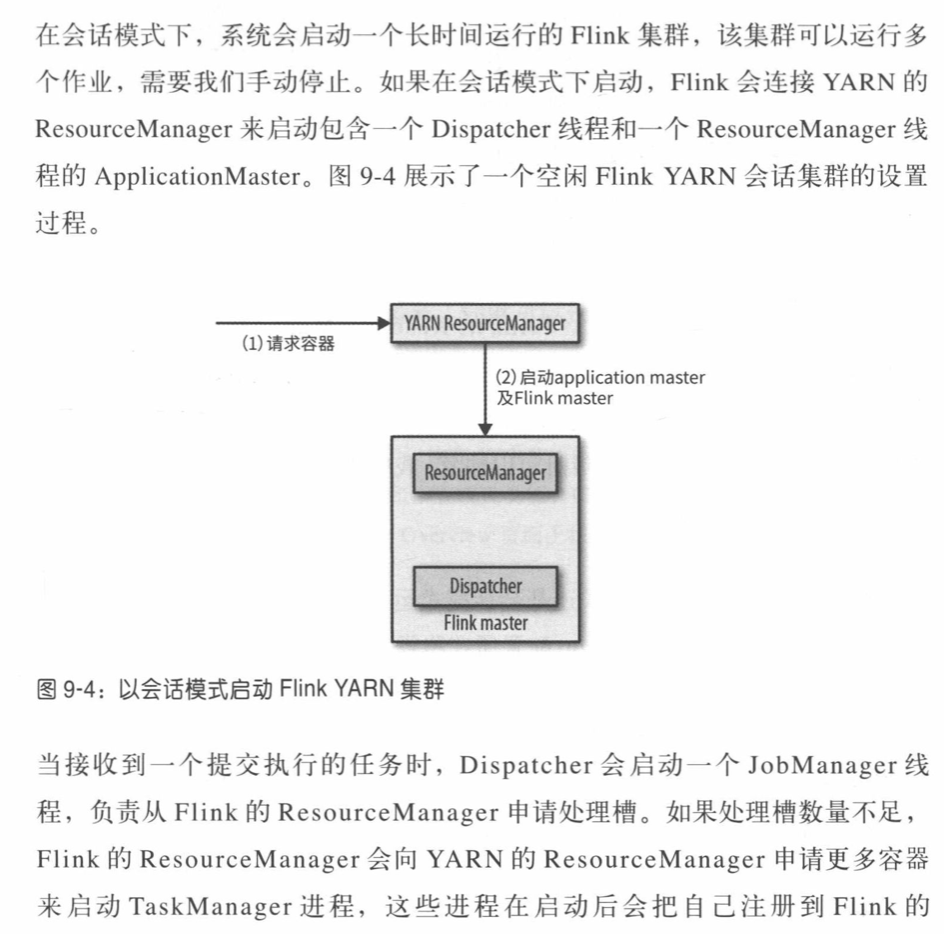 在会话模式下，系统会启动一个长时间运行的 Flink 集群，该集群可以运行多
个作业，需要我们手动停止。如果在会话模式下启动，Flink 会连接 YARN 的
ResourceManager 来启动包含一个 Dispatcher 线程和一个 ResourceManager 线
程的 ApplicationMaster。图 9-4 展示了一个空闲 Flink YARN 会话集群的设置
过程。
YARN ResourceManager
(1) 请求容器
(2) 启动application master
及Flink master
ResourceManager
Dispatcher
Flink master
图 9-4：以会话模式启动 Flink YARN 集群
当接收到一个提交执行的任务时，Dispatcher 会启动一个 JobManager 线
程，负责从 Flink 的 ResourceManager 申请处理槽。如果处理槽数量不足，
Flink 的 ResourceManager 会向 YARN 的 ResourceManager 申请更多容器
来启动 TaskManager 进程，这些进程在启动后会把自己注册到 Flink 的